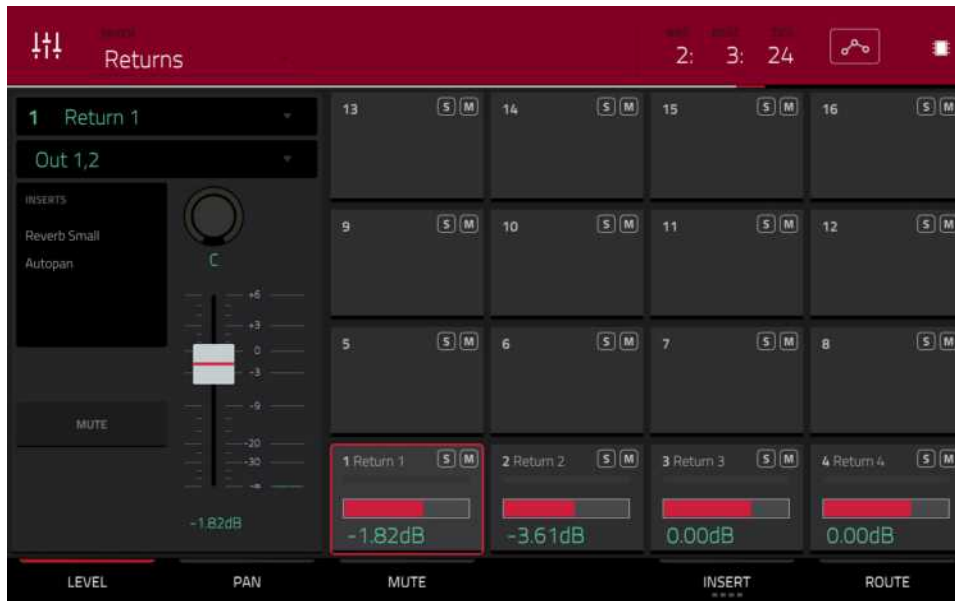 Returns
2: 3: 24
1 Return 1
Out 1,2
INSERTS
Reverb Small
Autopan
C
+6
+3
0
-3
-9
-20
-30
-∞
-1.82dB
MUTE
13 S M
14 S M
15 S M
16 S M
9 S M
10 S M
11 S M
12 S M
5 S M
6 S M
7 S M
8 S M
1 Return 1 S M
-1.82dB
2 Return 2 S M
-3.61dB
3 Return 3 S M
0.00dB
4 Return 4 S M
0.00dB
LEVEL PAN MUTE INSERT ROUTE